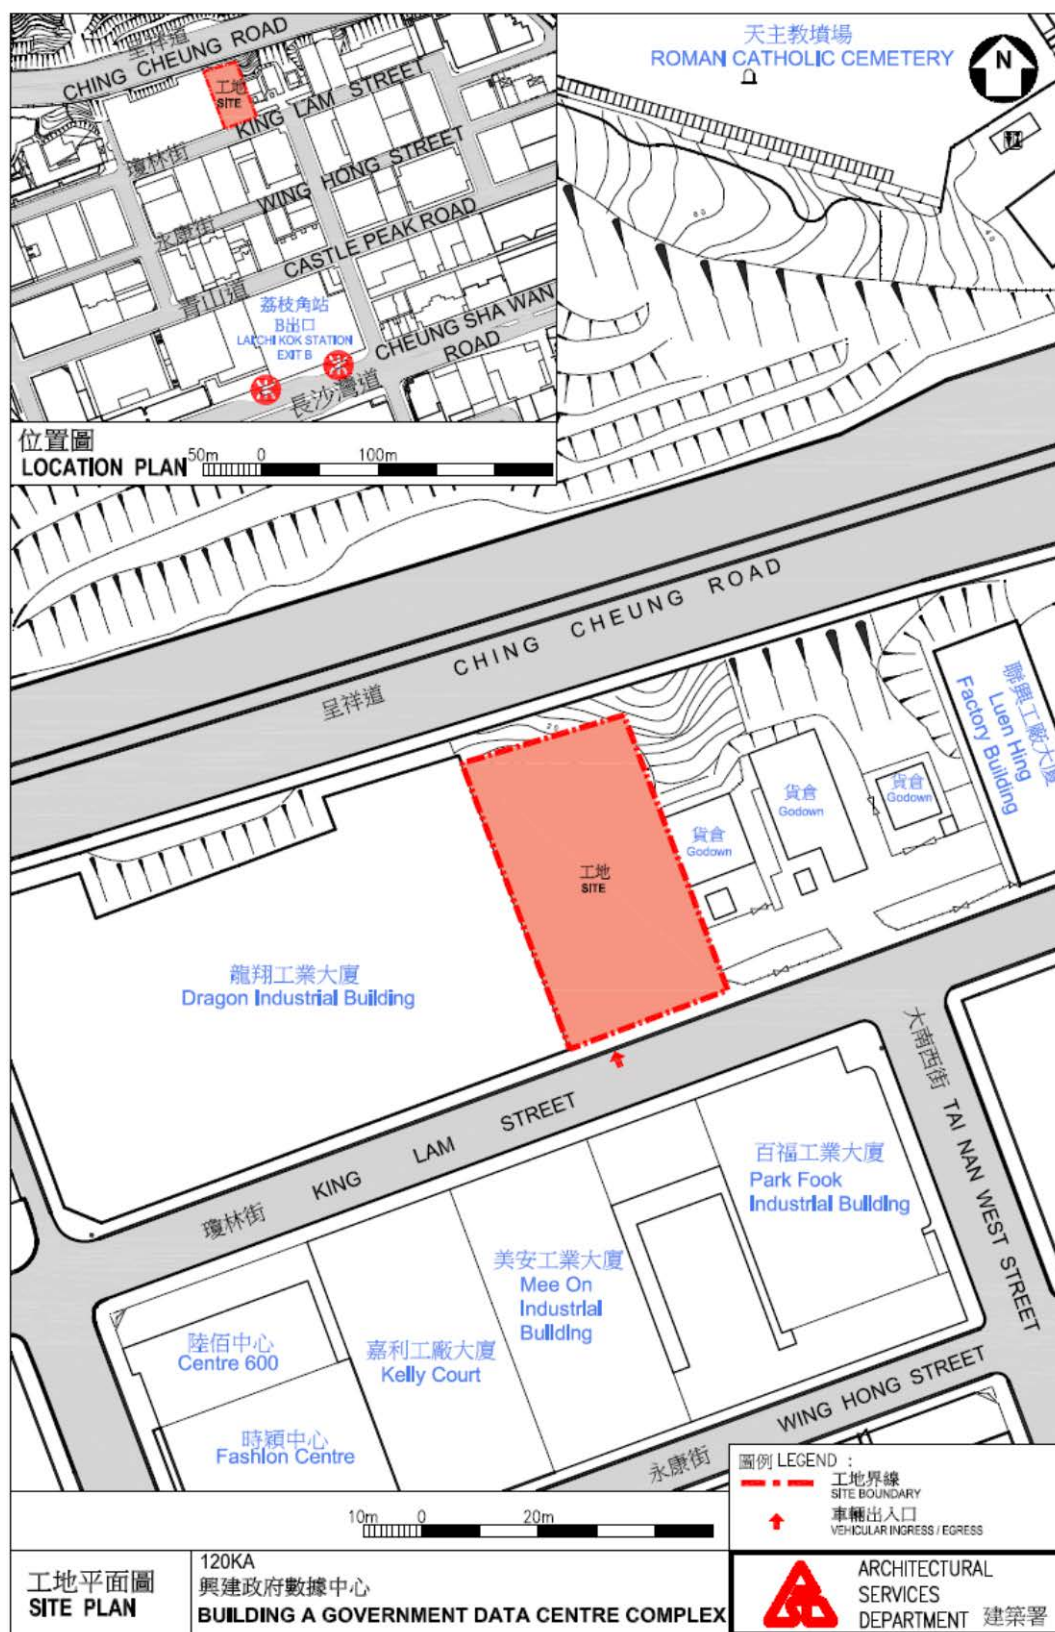 呈祥道
CHING CHEUNG ROAD
工地
SITE
瓊林街
KING LAM STREET
永康街
WING HONG STREET
青山道
CASTLE PEAK ROAD
荔枝角站
B出口
LAI CHI KOK STATION
EXIT B
CHEUNG SHA WAN
ROAD
長沙灣道
位置圖
LOCATION PLAN
50m 0 100m
天主教墳場
ROMAN CATHOLIC CEMETERY
N
呈祥道 CHING CHEUNG ROAD
聯興工廠大廈
Luen Hing
Factory Building
貨倉
Godown
貨倉
Godown
貨倉
Godown
工地
SITE
龍翔工業大廈
Dragon Industrial Building
瓊林街 KING LAM STREET
大南西街 TAI NAN WEST STREET
百福工業大廈
Park Fook
Industrial Building
美安工業大廈
Mee On
Industrial
Building
陸佰中心
Centre 600
嘉利工廠大廈
Kelly Court
時穎中心
Fashion Centre
永康街 WING HONG STREET
圖例 LEGEND :
工地界線
SITE BOUNDARY
車輛出入口
VEHICULAR INGRESS / EGRESS
10m 0 20m
工地平面圖
SITE PLAN
120KA
興建政府數據中心
BUILDING A GOVERNMENT DATA CENTRE COMPLEX
ARCHITECTURAL
SERVICES
DEPARTMENT 建築署